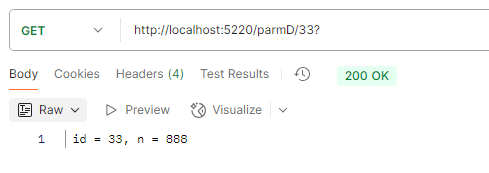 GET http://localhost:5220/parmD/33?
Body Cookies Headers (4) Test Results 200 OK
Raw Preview Visualize
1 id = 33, n = 888